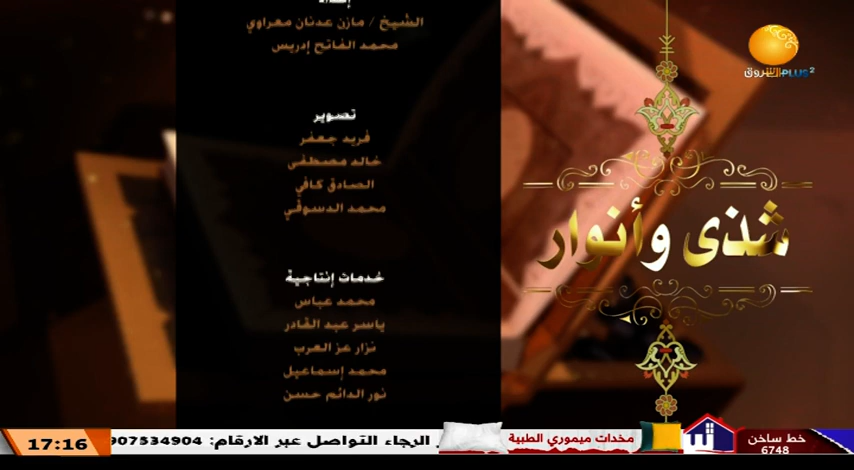 إعداد
الشيخ / مازن عدنان معراوي
محمد الفاتح إدريس
تصوير
فريد جعفر
خالد مصطفى
الصادق كافي
محمد الدسوقي
خدمات إنتاجية
محمد عباس
ياسر عبد القادر
نزار عز العرب
محمد إسماعيل
نور الدائم حسن
الشروق PLUS²
شذى وأنوار
خط ساخن
6748
مخدات ميموري الطبية
الرجاء التواصل عبر الارقام: 907534904
17:16